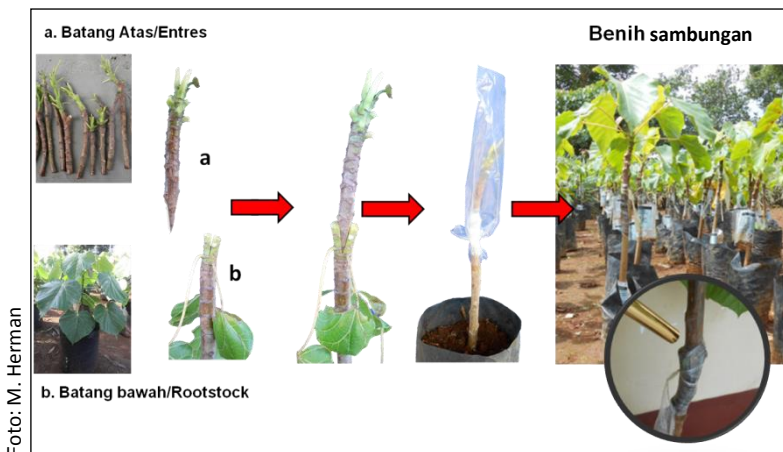 a. Batang Atas/Entres
Benih sambungan
a
b
b. Batang bawah/Rootstock
Foto: M. Herman